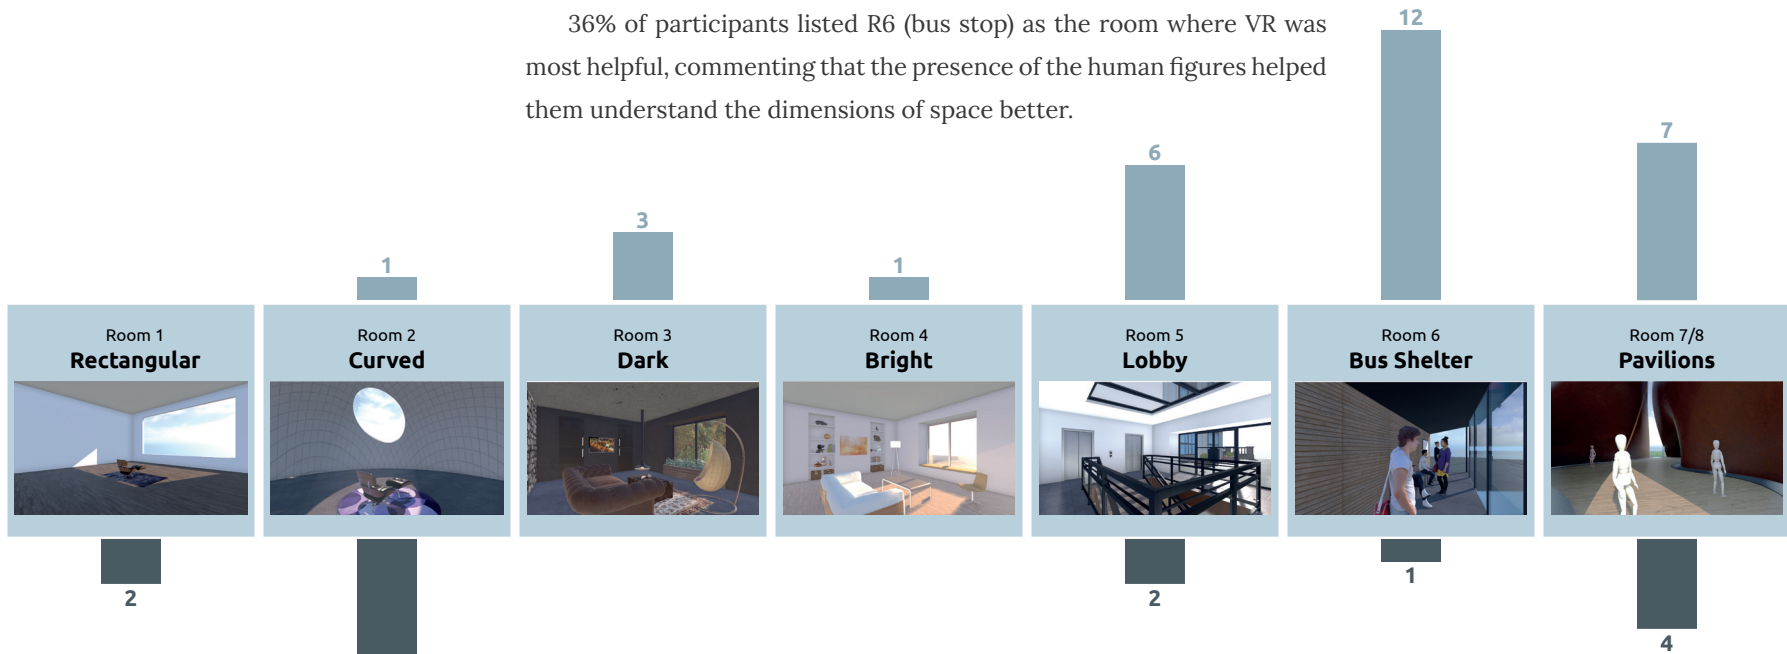 36% of participants listed R6 (bus stop) as the room where VR was
most helpful, commenting that the presence of the human figures helped
them understand the dimensions of space better.
1
3
1
6
12
7
Room 1
Rectangular
Room 2
Curved
Room 3
Dark
Room 4
Bright
Room 5
Lobby
Room 6
Bus Shelter
Room 7/8
Pavilions
2
2
1
4